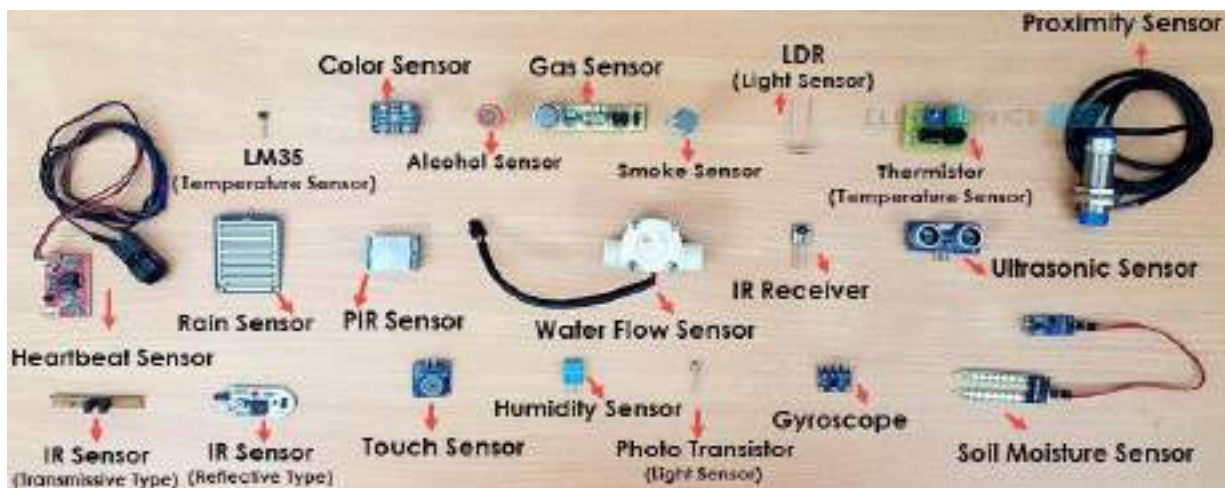 Proximity Sensor
Color Sensor
Gas Sensor
LDR
(Light Sensor)
LM35
(Temperature Sensor)
Alcohol Sensor
Smoke Sensor
Thermistor
(Temperature Sensor)
Rain Sensor
PIR Sensor
Water Flow Sensor
IR Receiver
Ultrasonic Sensor
Heartbeat Sensor
IR Sensor
(Transmissive Type)
IR Sensor
(Reflective Type)
Touch Sensor
Humidity Sensor
Photo Transistor
(Light Sensor)
Gyroscope
Soil Moisture Sensor